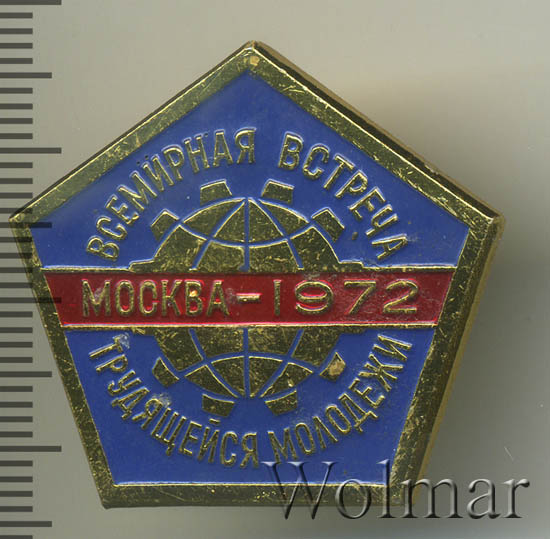 ВСЕМИРНАЯ ВСТРЕЧА
МОСКВА-1972
ТРУДЯЩЕЙСЯ МОЛОДЕЖИ
Wolmar